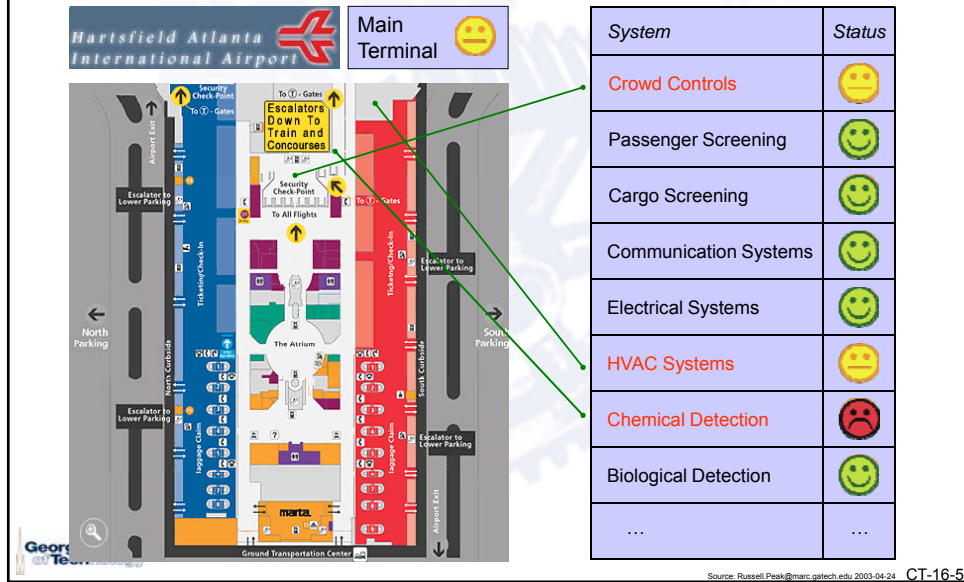 Hartsfield Atlanta
International Airport
Main
Terminal
System Status
Crowd Controls
Passenger Screening
Cargo Screening
Communication Systems
Electrical Systems
HVAC Systems
Chemical Detection
Biological Detection
… …
Security
Check-Point
To T - Gates
To T - Gates
Escalators
Down To
Train and
Concourses
Airport Exit
Security
Check-Point
To T - Gates
To All Flights
Escalator to
Lower Parking
Ticketing/Check-In
Ticketing/Check-In
Escalator to
Lower Parking
North
Parking
South
Parking
The Atrium
North Curbside
South Curbside
Escalator to
Lower Parking
Escalator to
Lower Parking
aggage Claim
aggage Claim
marta
Airport Exit
Ground Transportation Center
Geor
of Tech
Source: Russell.Peak@marc.gatech.edu 2003-04-24
CT-16-5